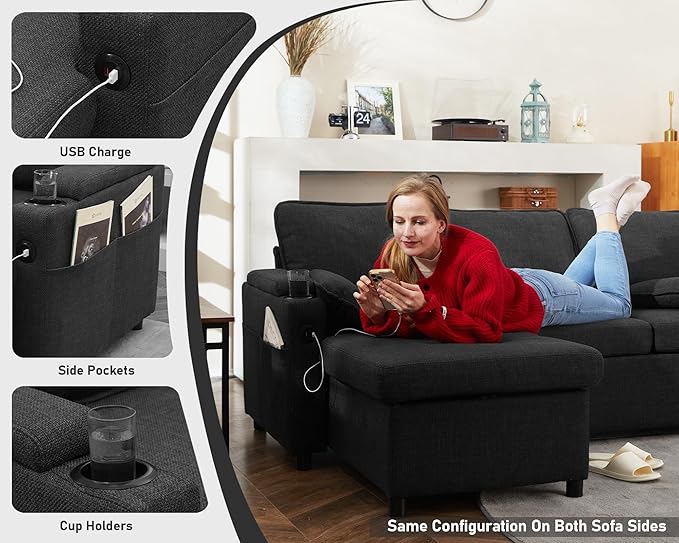 USB Charge
Side Pockets
Cup Holders
24
Same Configuration On Both Sofa Sides